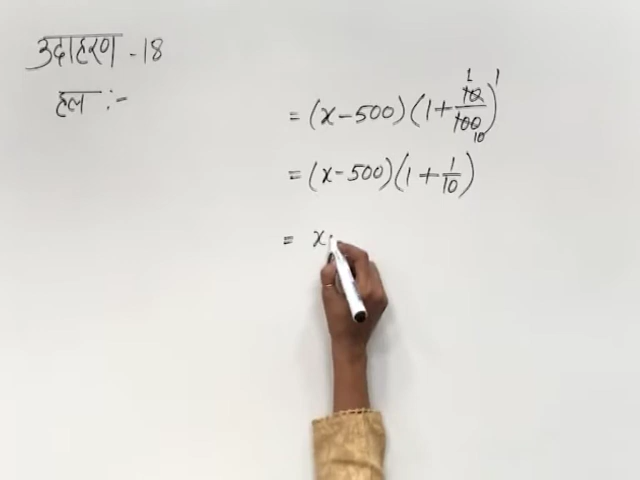 उदाहरण - 18
हल :-
= (x - 500) (1 + 10/100)^1
= (x - 500) (1 + 1/10)
= x